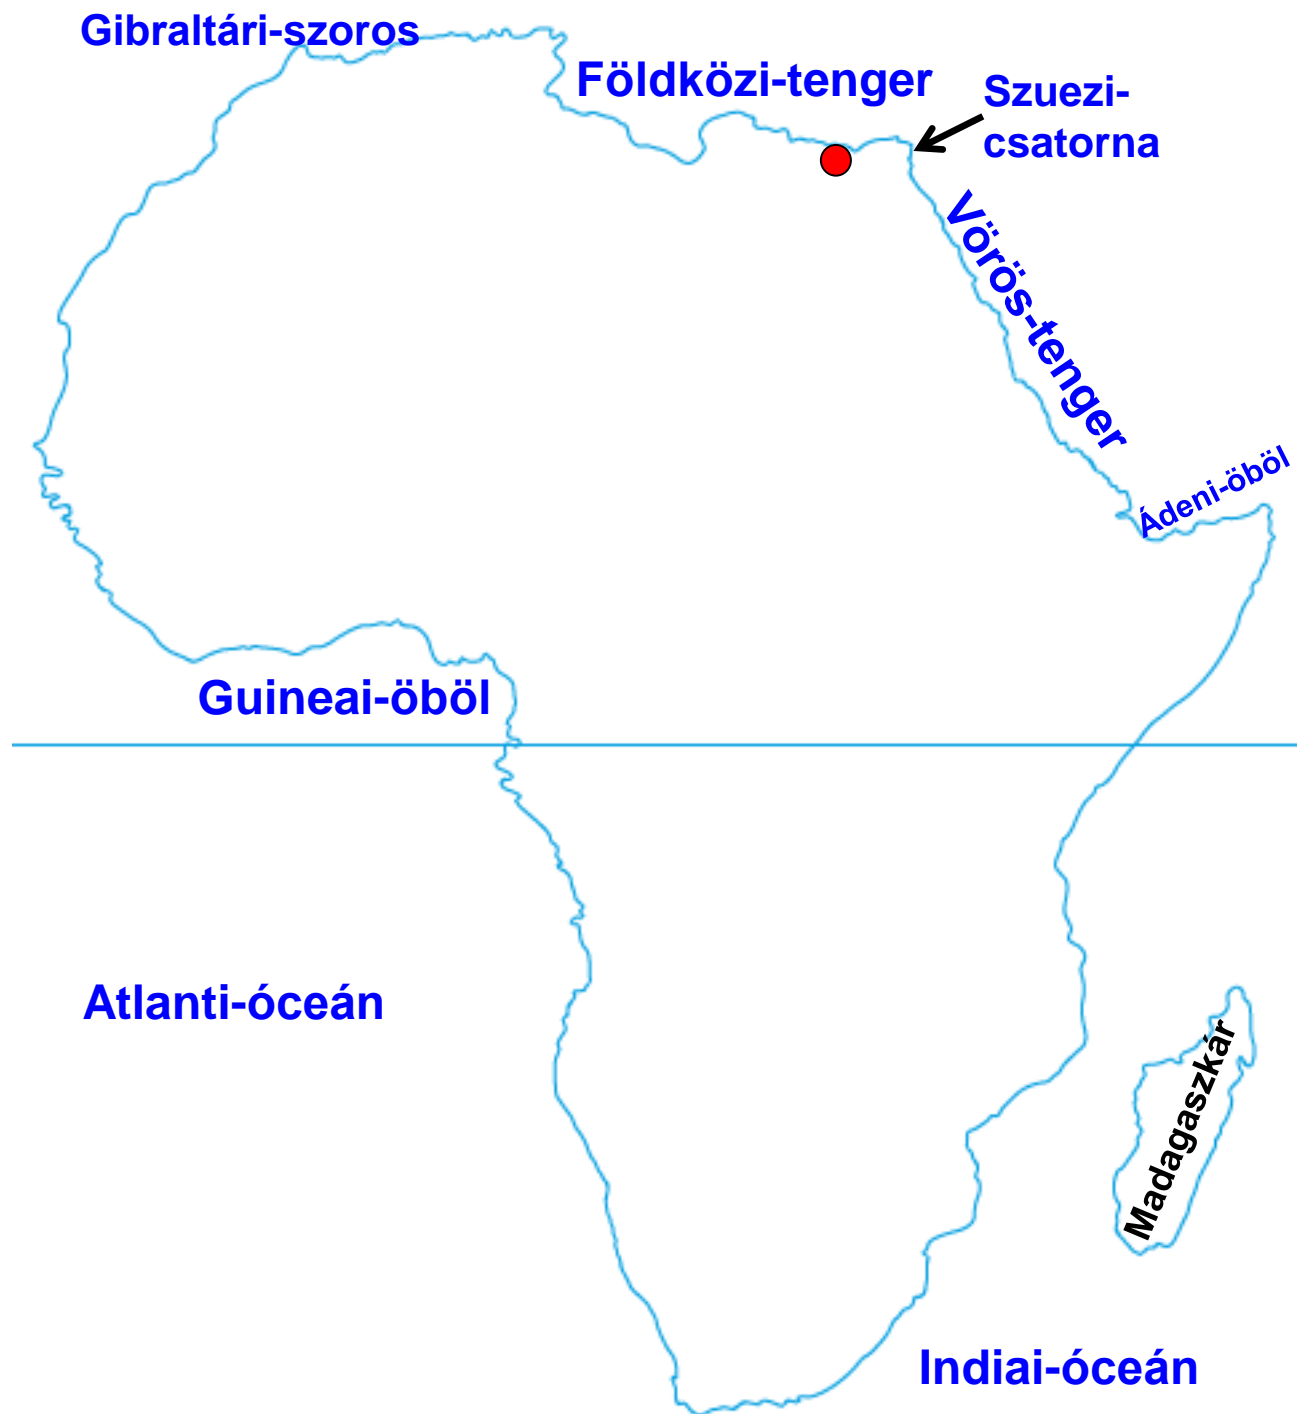 Gibraltári-szoros
Földközi-tenger
Szuezi-
csatorna
Vörös-tenger
Ádeni-öböl
Guineai-öböl
Atlanti-óceán
Madagaszkár
Indiai-óceán